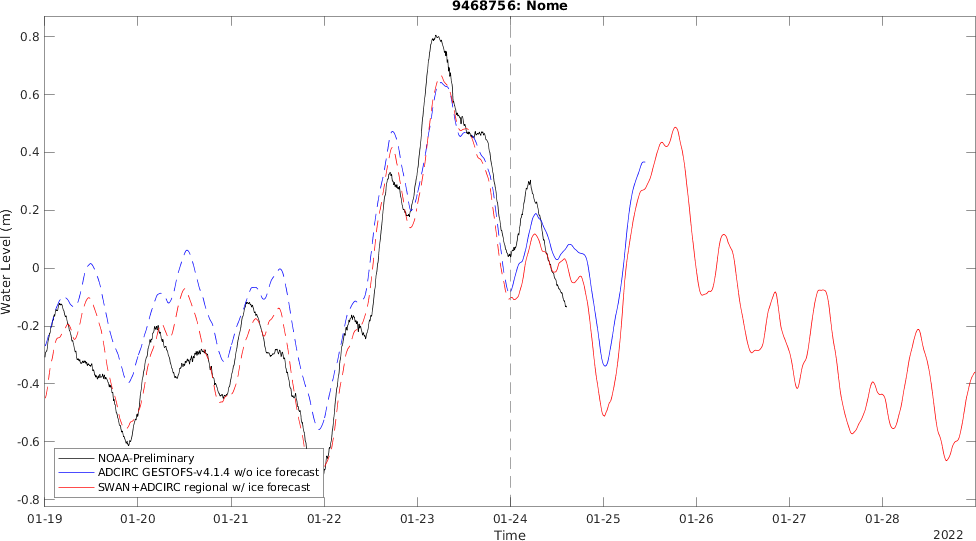 9468756: Nome
Water Level (m)
0.8
0.6
0.4
0.2
0
-0.2
-0.4
-0.6
-0.8
NOAA-Preliminary
ADCIRC GESTOFS-v4.1.4 w/o ice forecast
SWAN+ADCIRC regional w/ ice forecast
01-19 01-20 01-21 01-22 01-23 01-24 01-25 01-26 01-27 01-28
Time
2022